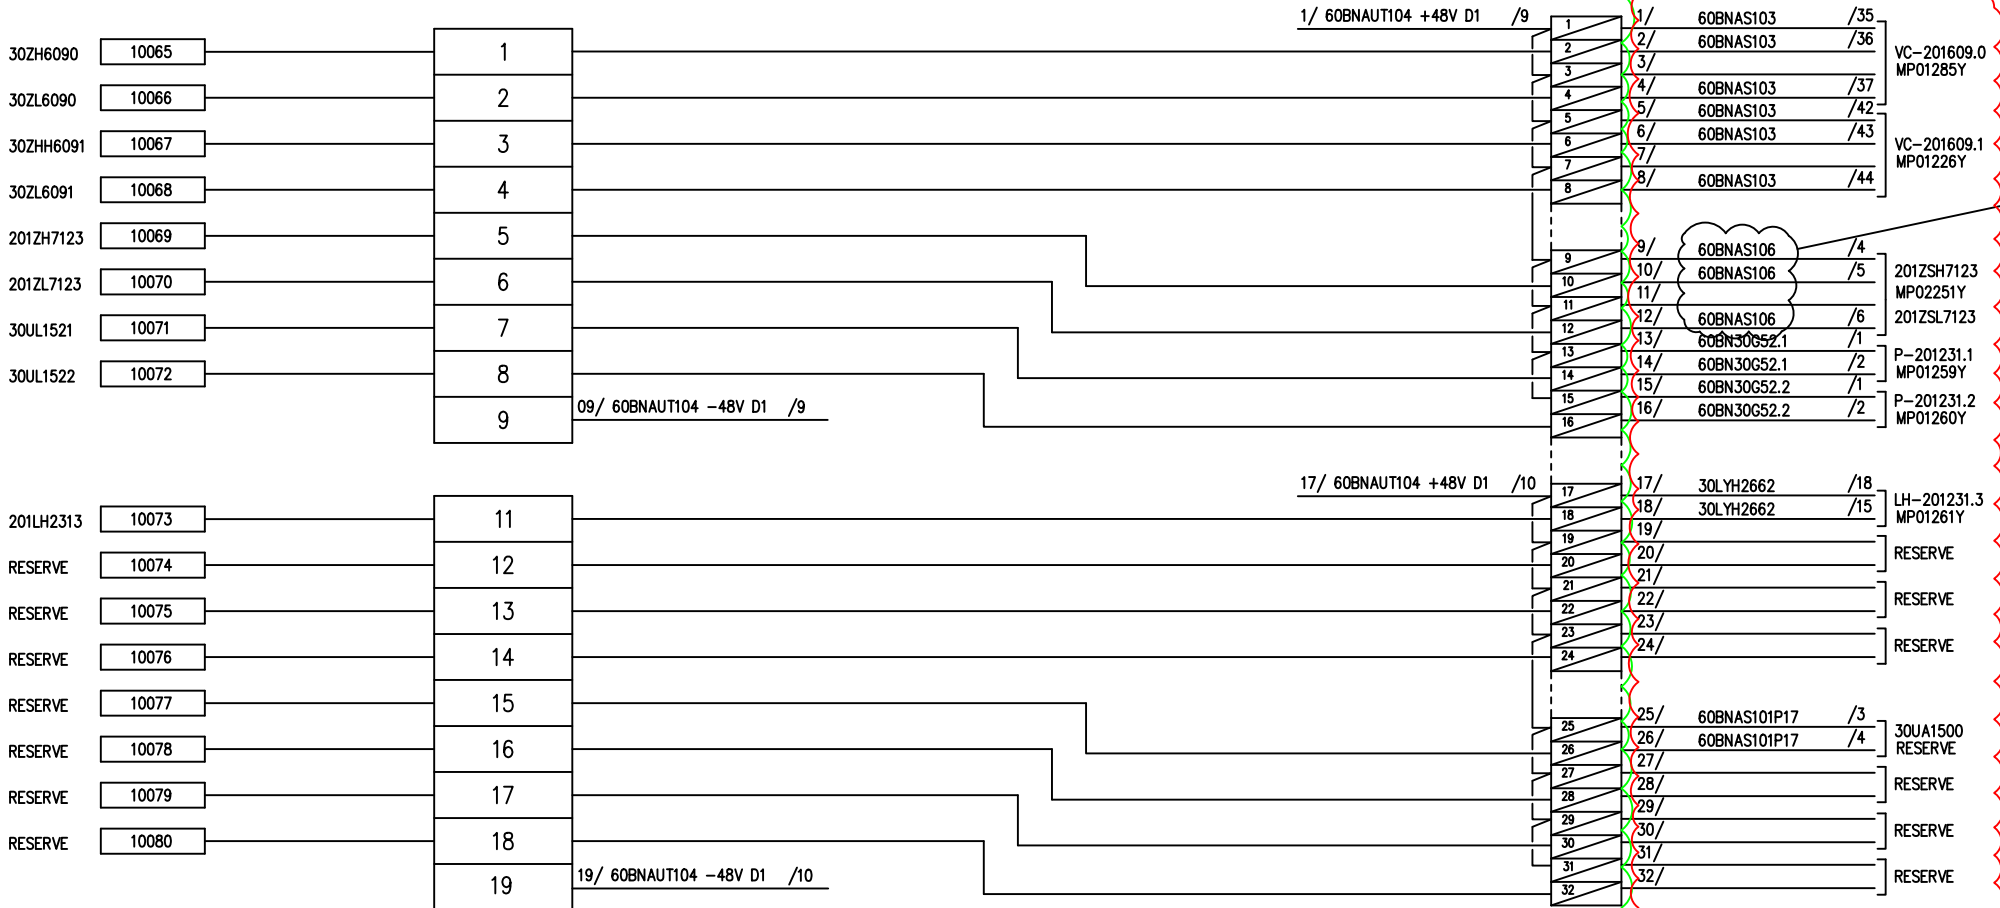 1/ 60BNAUT104 +48V D1 /9
30ZH6090 10065 1
30ZL6090 10066 2
30ZHH6091 10067 3
30ZL6091 10068 4
201ZH7123 10069 5
201ZL7123 10070 6
30UL1521 10071 7
30UL1522 10072 8
9 09/ 60BNAUT104 -48V D1 /9
1 1/ 60BNAS103 /35
2 2/ 60BNAS103 /36
3 3/
4 4/ 60BNAS103 /37
VC-201609.0
MP01285Y
5 5/ 60BNAS103 /42
6 6/ 60BNAS103 /43
7 7/
8 8/ 60BNAS103 /44
VC-201609.1
MP01226Y
9 9/ 60BNAS106 /4
10 10/ 60BNAS106 /5
11 11/
12 12/ 60BNAS106 /6
201ZSH7123
MP02251Y
201ZSL7123
13 13/ 60BN30G52.1 /1
14 14/ 60BN30G52.1 /2
P-201231.1
MP01259Y
15 15/ 60BN30G52.2 /1
16 16/ 60BN30G52.2 /2
P-201231.2
MP01260Y
17/ 60BNAUT104 +48V D1 /10
201LH2313 10073 11
RESERVE 10074 12
RESERVE 10075 13
RESERVE 10076 14
RESERVE 10077 15
RESERVE 10078 16
RESERVE 10079 17
RESERVE 10080 18
19 19/ 60BNAUT104 -48V D1 /10
17 17/ 30LYH2662 /18
18 18/ 30LYH2662 /15
LH-201231.3
MP01261Y
19 19/
20 20/
RESERVE
21 21/
22 22/
RESERVE
23 23/
24 24/
RESERVE
25 25/ 60BNAS101P17 /3
26 26/ 60BNAS101P17 /4
30UA1500
RESERVE
27 27/
28 28/
RESERVE
29 29/
30 30/
RESERVE
31 31/
32 32/
RESERVE